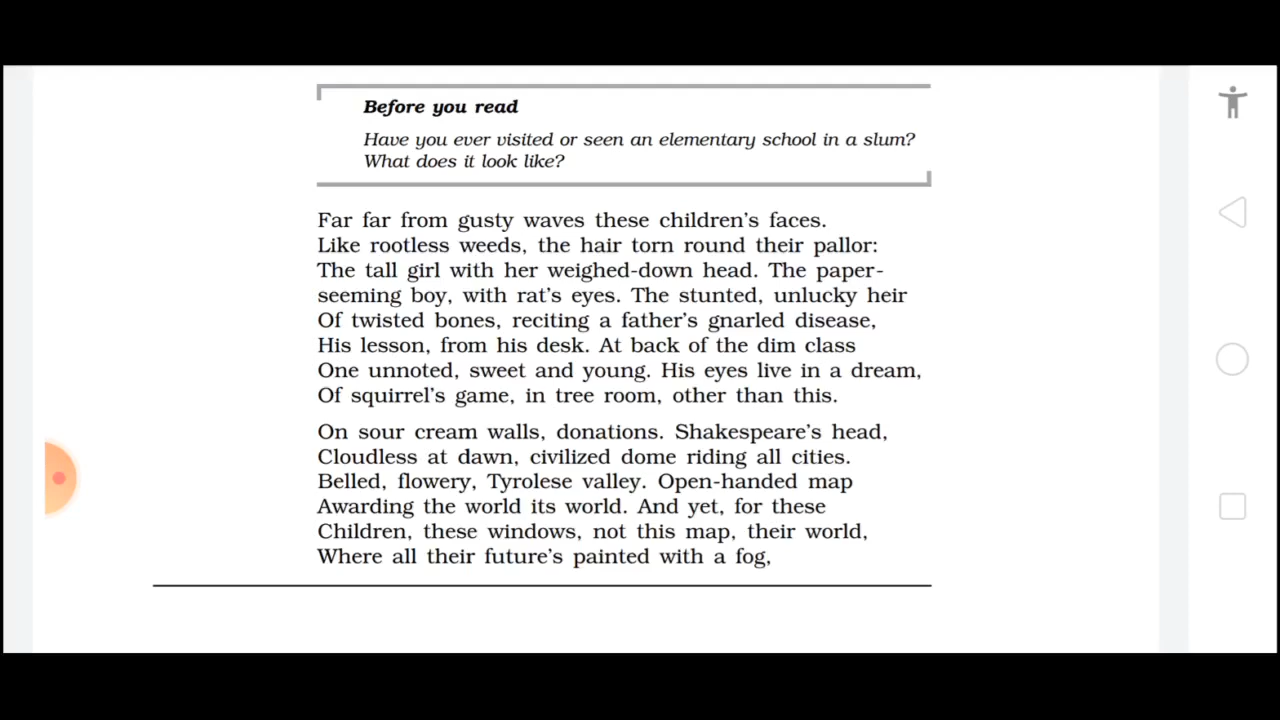 Before you read
Have you ever visited or seen an elementary school in a slum?
What does it look like?
Far far from gusty waves these children's faces.
Like rootless weeds, the hair torn round their pallor:
The tall girl with her weighed-down head. The paper-
seeming boy, with rat's eyes. The stunted, unlucky heir
Of twisted bones, reciting a father's gnarled disease,
His lesson, from his desk. At back of the dim class
One unnoted, sweet and young. His eyes live in a dream,
Of squirrel's game, in tree room, other than this.
On sour cream walls, donations. Shakespeare's head,
Cloudless at dawn, civilized dome riding all cities.
Belled, flowery, Tyrolese valley. Open-handed map
Awarding the world its world. And yet, for these
Children, these windows, not this map, their world,
Where all their future's painted with a fog,